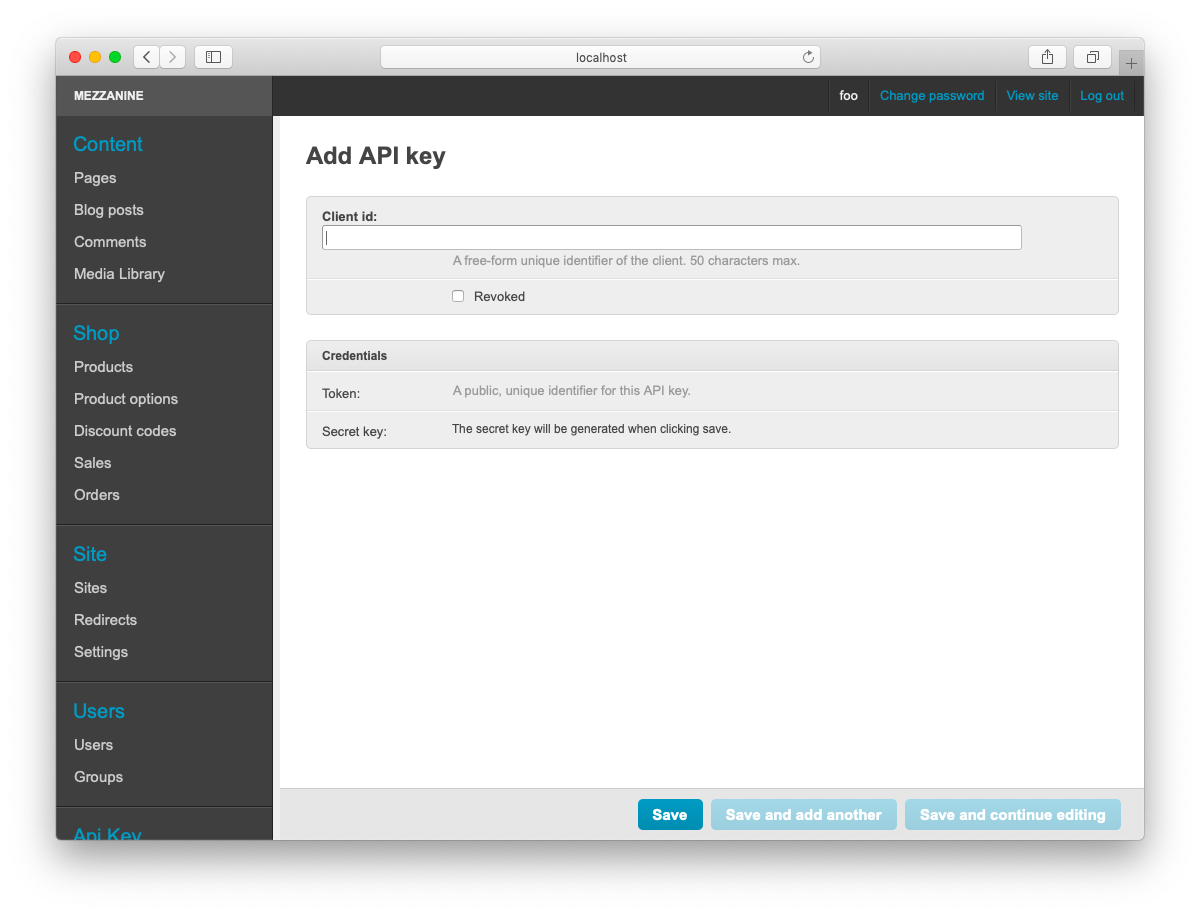 localhost
MEZZANINE
foo Change password View site Log out
Content
Pages
Blog posts
Comments
Media Library
Shop
Products
Product options
Discount codes
Sales
Orders
Site
Sites
Redirects
Settings
Users
Users
Groups
Api Key
Add API key
Client id:
A free-form unique identifier of the client. 50 characters max.
Revoked
Credentials
Token: A public, unique identifier for this API key.
Secret key: The secret key will be generated when clicking save.
Save Save and add another Save and continue editing